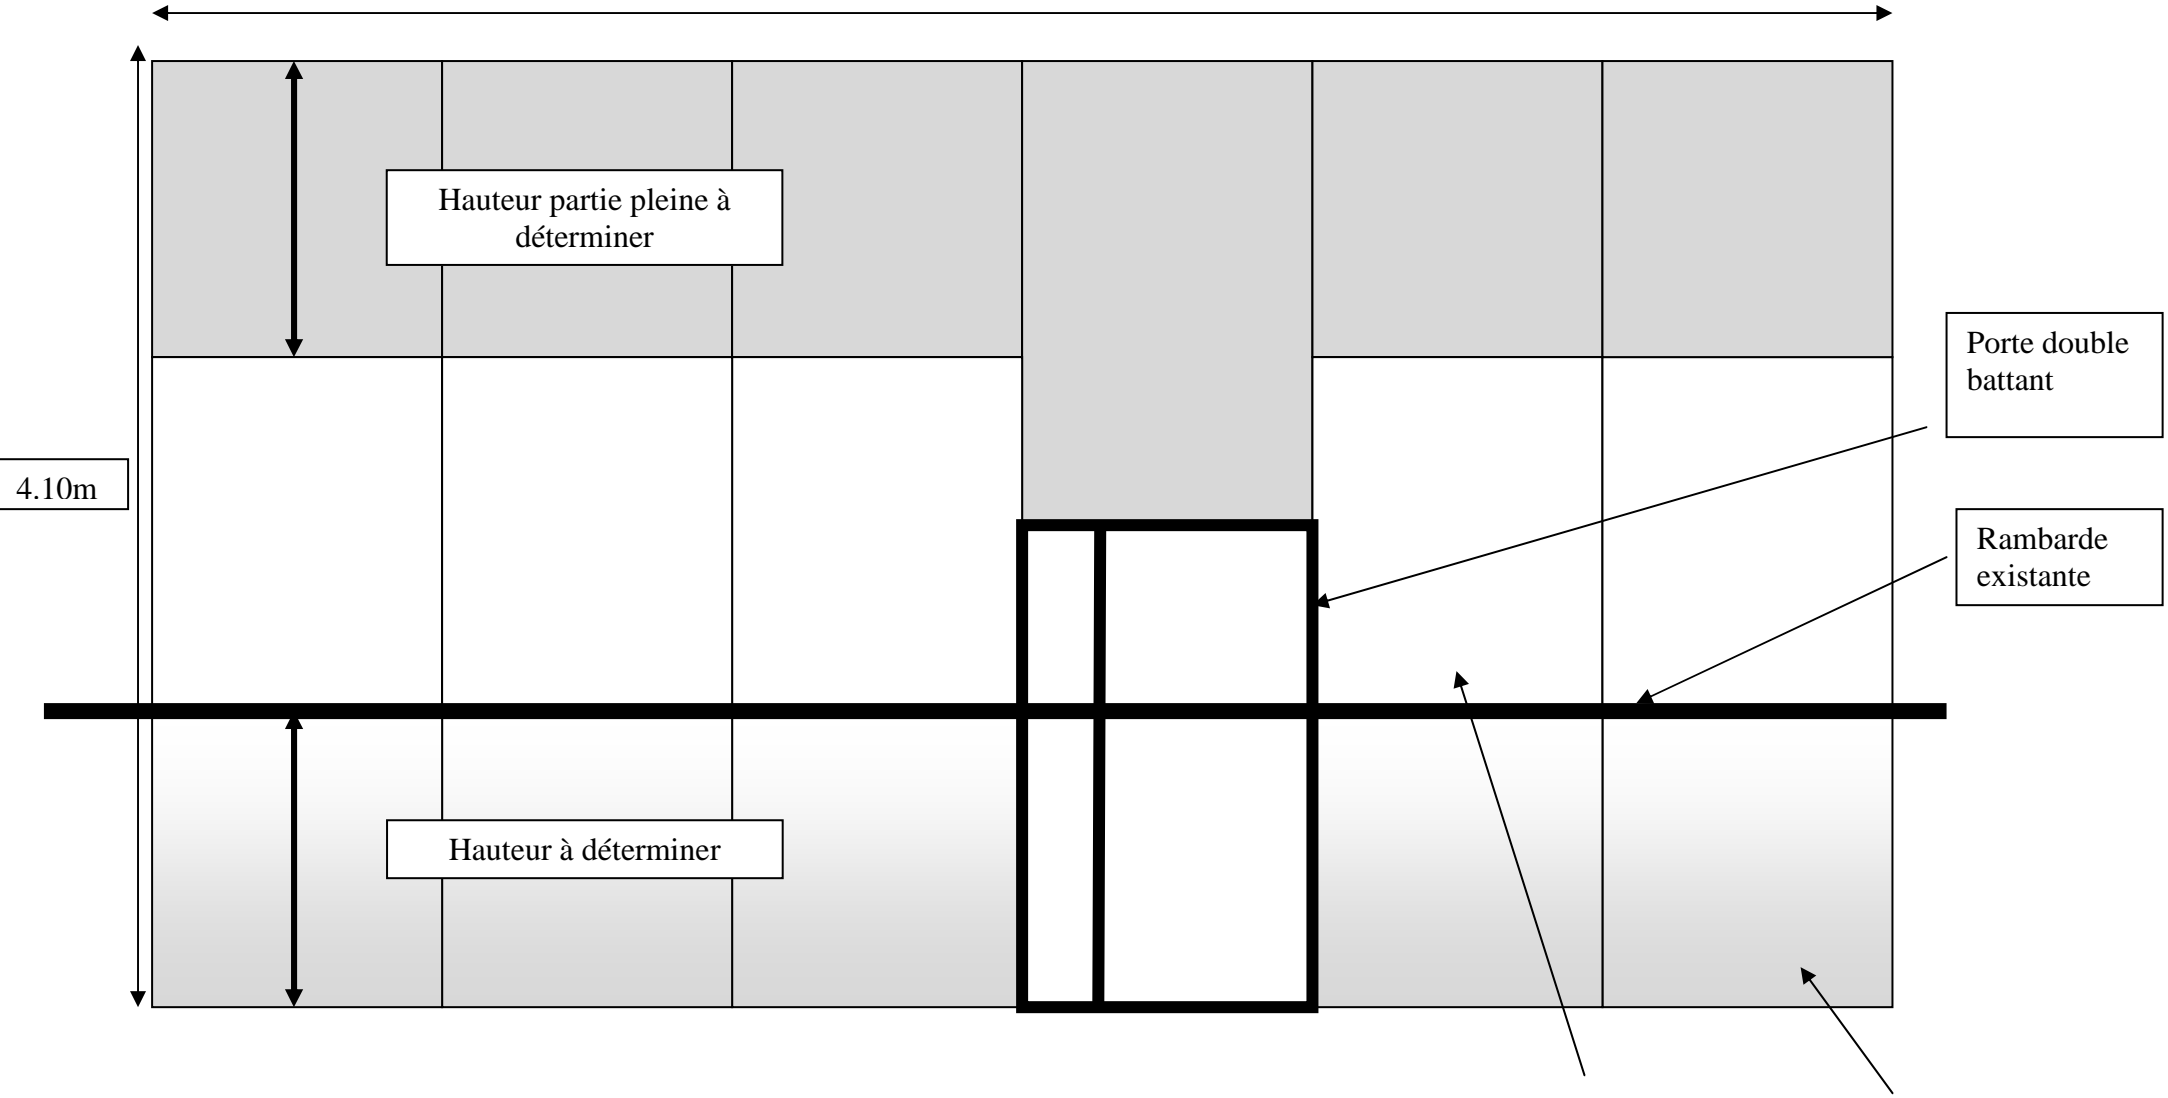 Hauteur partie pleine à
déterminer
Porte double
battant
4.10m
Rambarde
existante
Hauteur à déterminer